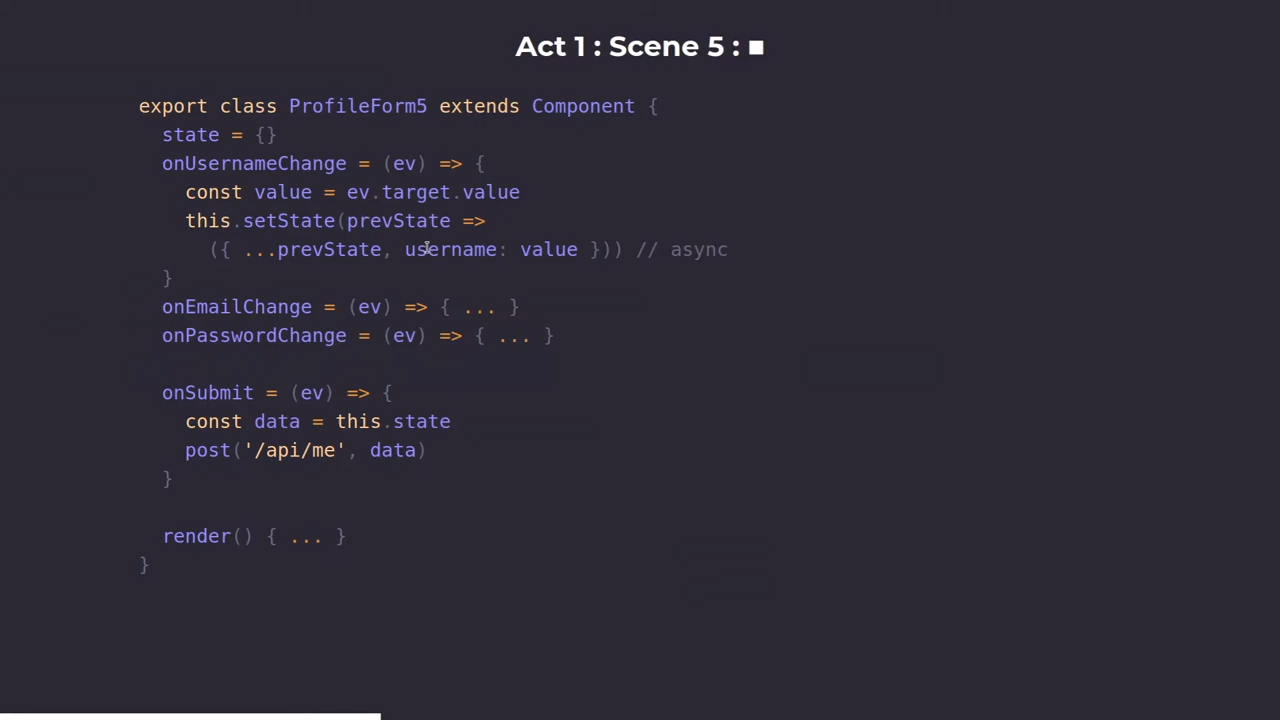 Act 1 : Scene 5 : ■
export class ProfileForm5 extends Component {
  state = {}
  onUsernameChange = (ev) => {
    const value = ev.target.value
    this.setState(prevState =>
      ({ ...prevState, username: value })) // async
  }
  onEmailChange = (ev) => { ... }
  onPasswordChange = (ev) => { ... }

  onSubmit = (ev) => {
    const data = this.state
    post('/api/me', data)
  }

  render() { ... }
}